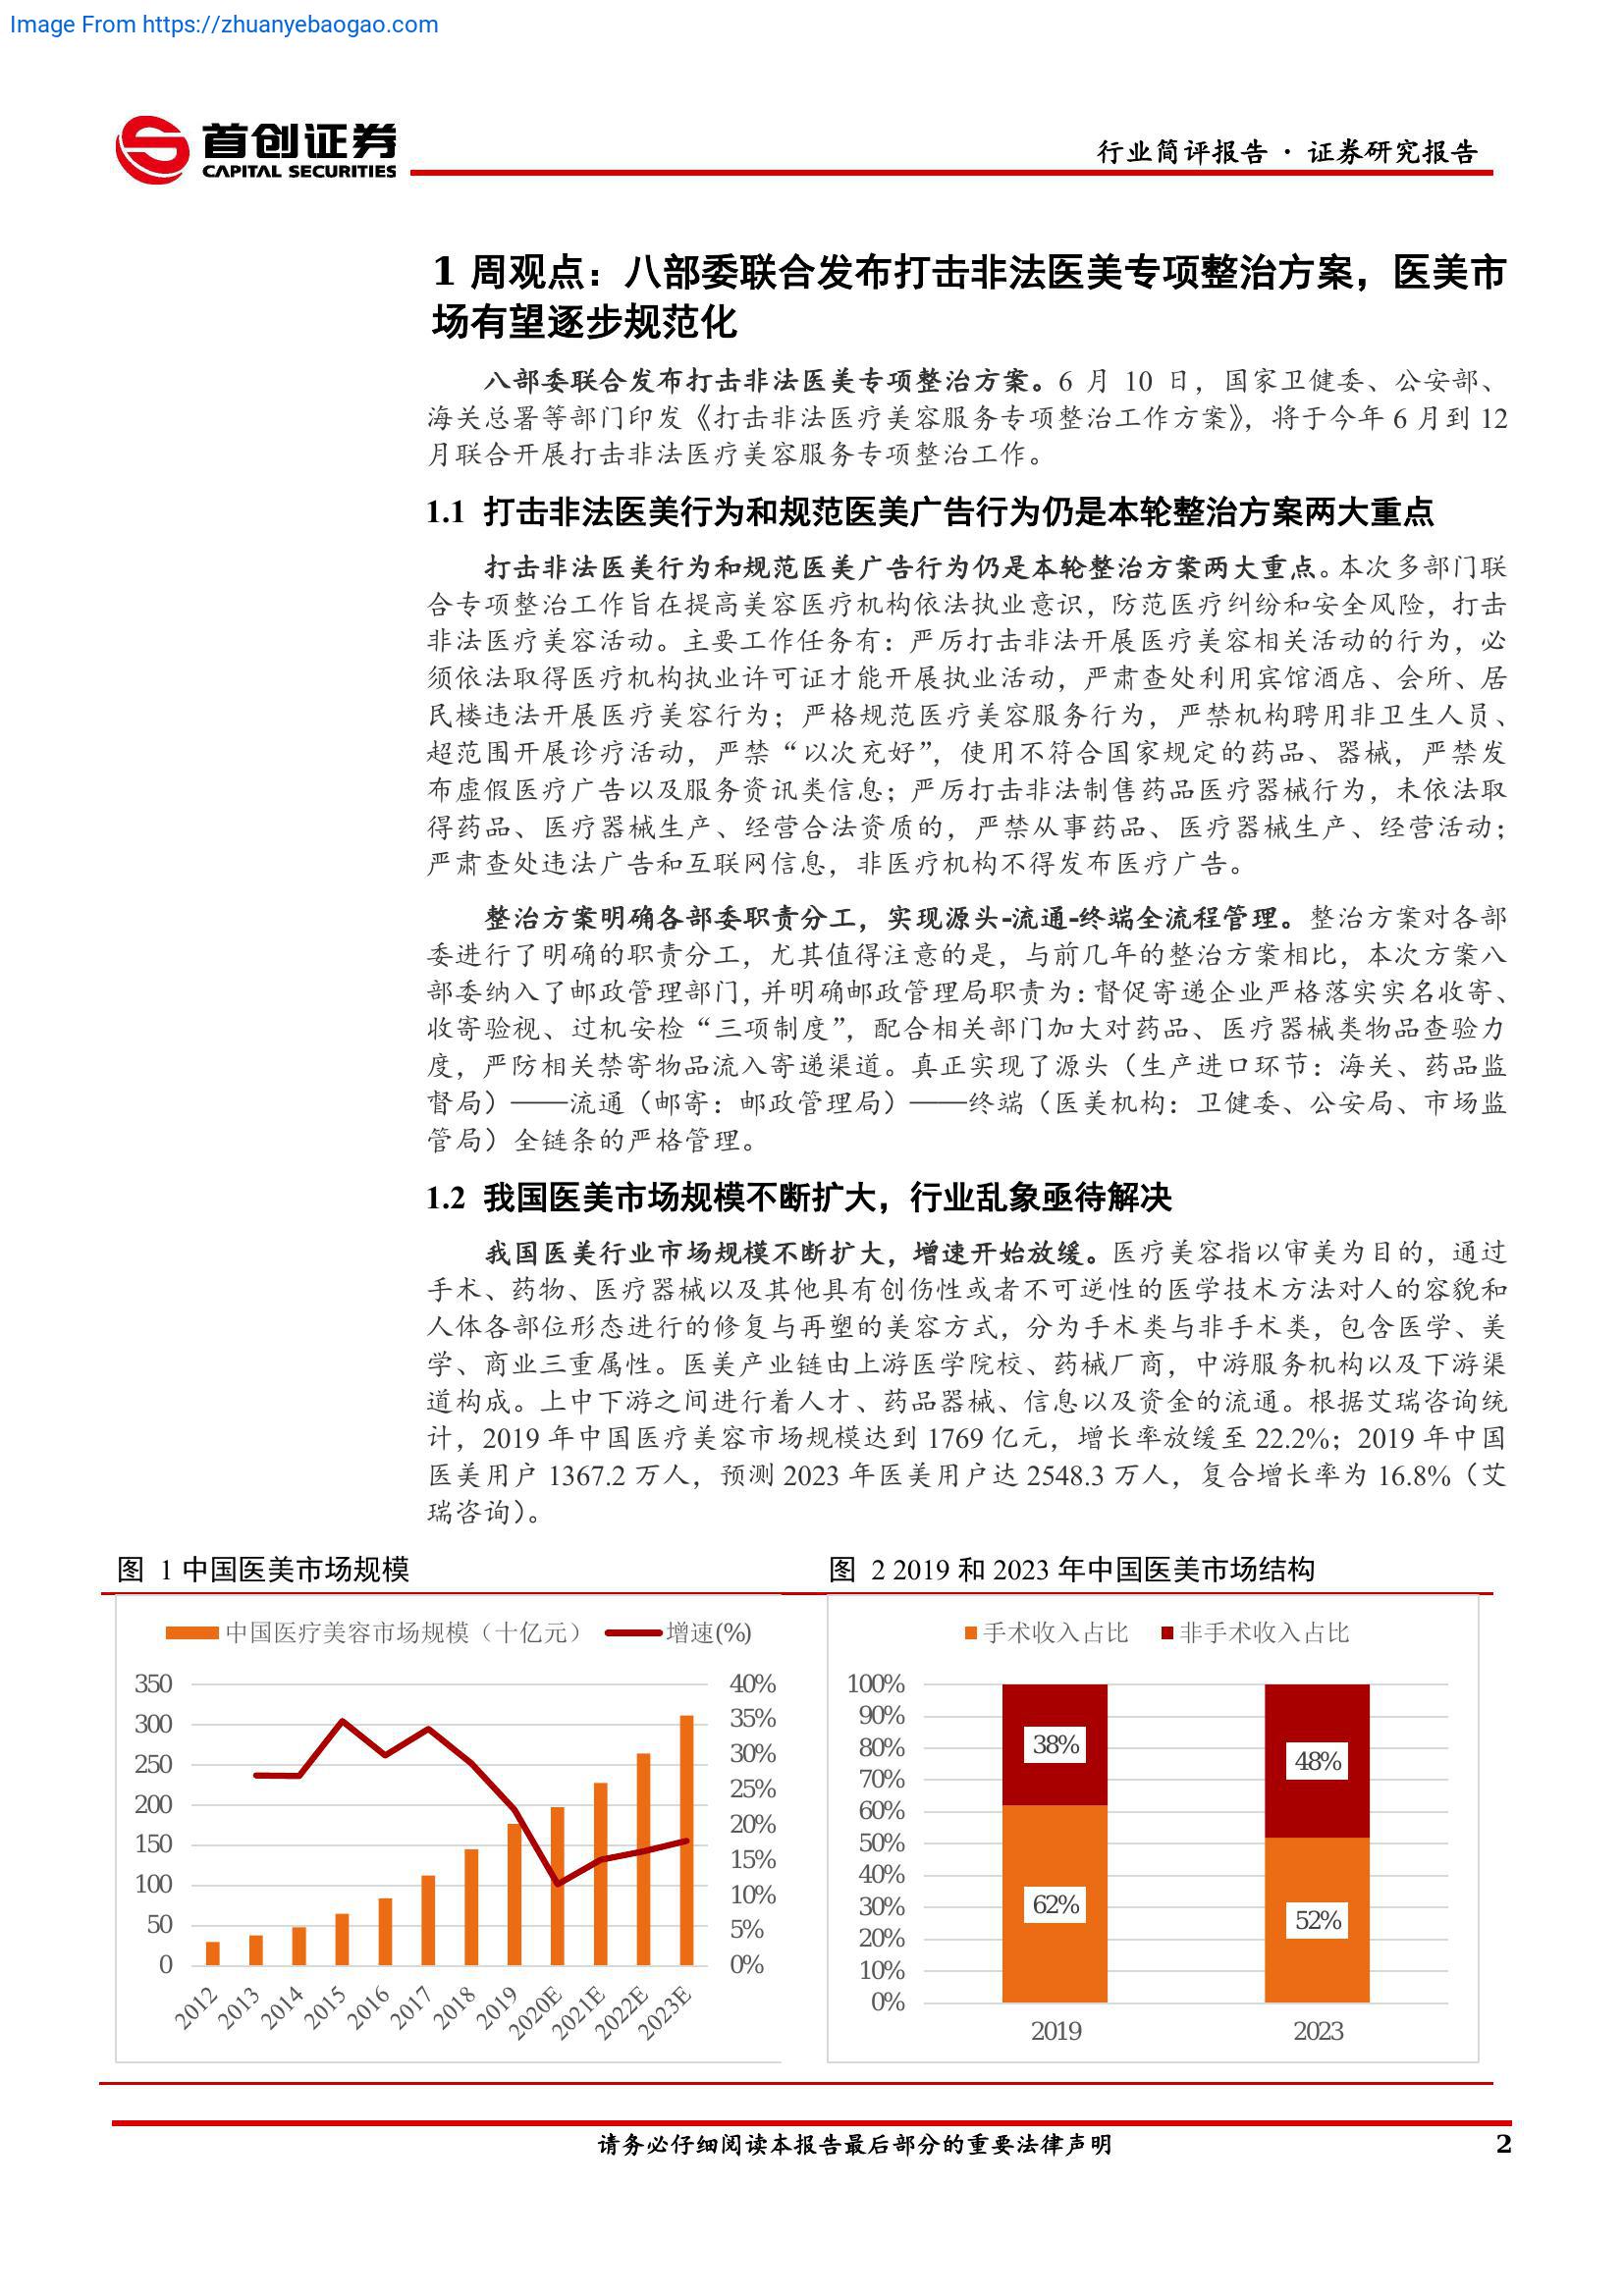 Image From https://zhuanyebaogao.com
首创证券
CAPITAL SECURITIES
行业简评报告 · 证券研究报告
1 周观点：八部委联合发布打击非法医美专项整治方案，医美市
场有望逐步规范化
八部委联合发布打击非法医美专项整治方案。6 月 10 日，国家卫健委、公安部、
海关总署等部门印发《打击非法医疗美容服务专项整治工作方案》，将于今年 6 月到 12
月联合开展打击非法医疗美容服务专项整治工作。
1.1 打击非法医美行为和规范医美广告行为仍是本轮整治方案两大重点
打击非法医美行为和规范医美广告行为仍是本轮整治方案两大重点。本次多部门联
合专项整治工作旨在提高美容医疗机构依法执业意识，防范医疗纠纷和安全风险，打击
非法医疗美容活动。主要工作任务有：严厉打击非法开展医疗美容相关活动的行为，必
须依法取得医疗机构执业许可证才能开展执业活动，严肃查处利用宾馆酒店、会所、居
民楼违法开展医疗美容行为；严格规范医疗美容服务行为，严禁机构聘用非卫生人员、
超范围开展诊疗活动，严禁“以次充好”，使用不符合国家规定的药品、器械，严禁发
布虚假医疗广告以及服务资讯类信息；严厉打击非法制售药品医疗器械行为，未依法取
得药品、医疗器械生产、经营合法资质的，严禁从事药品、医疗器械生产、经营活动；
严肃查处违法广告和互联网信息，非医疗机构不得发布医疗广告。
整治方案明确各部委职责分工，实现源头-流通-终端全流程管理。整治方案对各部
委进行了明确的职责分工，尤其值得注意的是，与前几年的整治方案相比，本次方案八
部委纳入了邮政管理部门，并明确邮政管理局职责为：督促寄递企业严格落实实名收寄、
收寄验视、过机安检“三项制度”，配合相关部门加大对药品、医疗器械类物品查验力
度，严防相关禁寄物品流入寄递渠道。真正实现了源头（生产进口环节：海关、药品监
督局）——流通（邮寄：邮政管理局）——终端（医美机构：卫健委、公安局、市场监
管局）全链条的严格管理。
1.2 我国医美市场规模不断扩大，行业乱象亟待解决
我国医美行业市场规模不断扩大，增速开始放缓。医疗美容指以审美为目的，通过
手术、药物、医疗器械以及其他具有创伤性或者不可逆性的医学技术方法对人的容貌和
人体各部位形态进行的修复与再塑的美容方式，分为手术类与非手术类，包含医学、美
学、商业三重属性。医美产业链由上游医学院校、药械厂商，中游服务机构以及下游渠
道构成。上中下游之间进行着人才、药品器械、信息以及资金的流通。根据艾瑞咨询统
计，2019 年中国医疗美容市场规模达到 1769 亿元，增长率放缓至 22.2%；2019 年中国
医美用户 1367.2 万人，预测 2023 年医美用户达 2548.3 万人，复合增长率为 16.8%（艾
瑞咨询）。
图 1 中国医美市场规模
中国医疗美容市场规模（十亿元） 增速(%)
350 40%
300 35%
250 30%
200 25%
150 20%
100 15%
50 10%
0 5%
0%
2012 2013 2014 2015 2016 2017 2018 2019 2020E 2021E 2022E 2023E
图 2 2019 和 2023 年中国医美市场结构
手术收入占比 非手术收入占比
100%
90%
80%
70%
60%
50%
40%
30%
20%
10%
0%
38% 48%
62% 52%
2019 2023
请务必仔细阅读本报告最后部分的重要法律声明 2